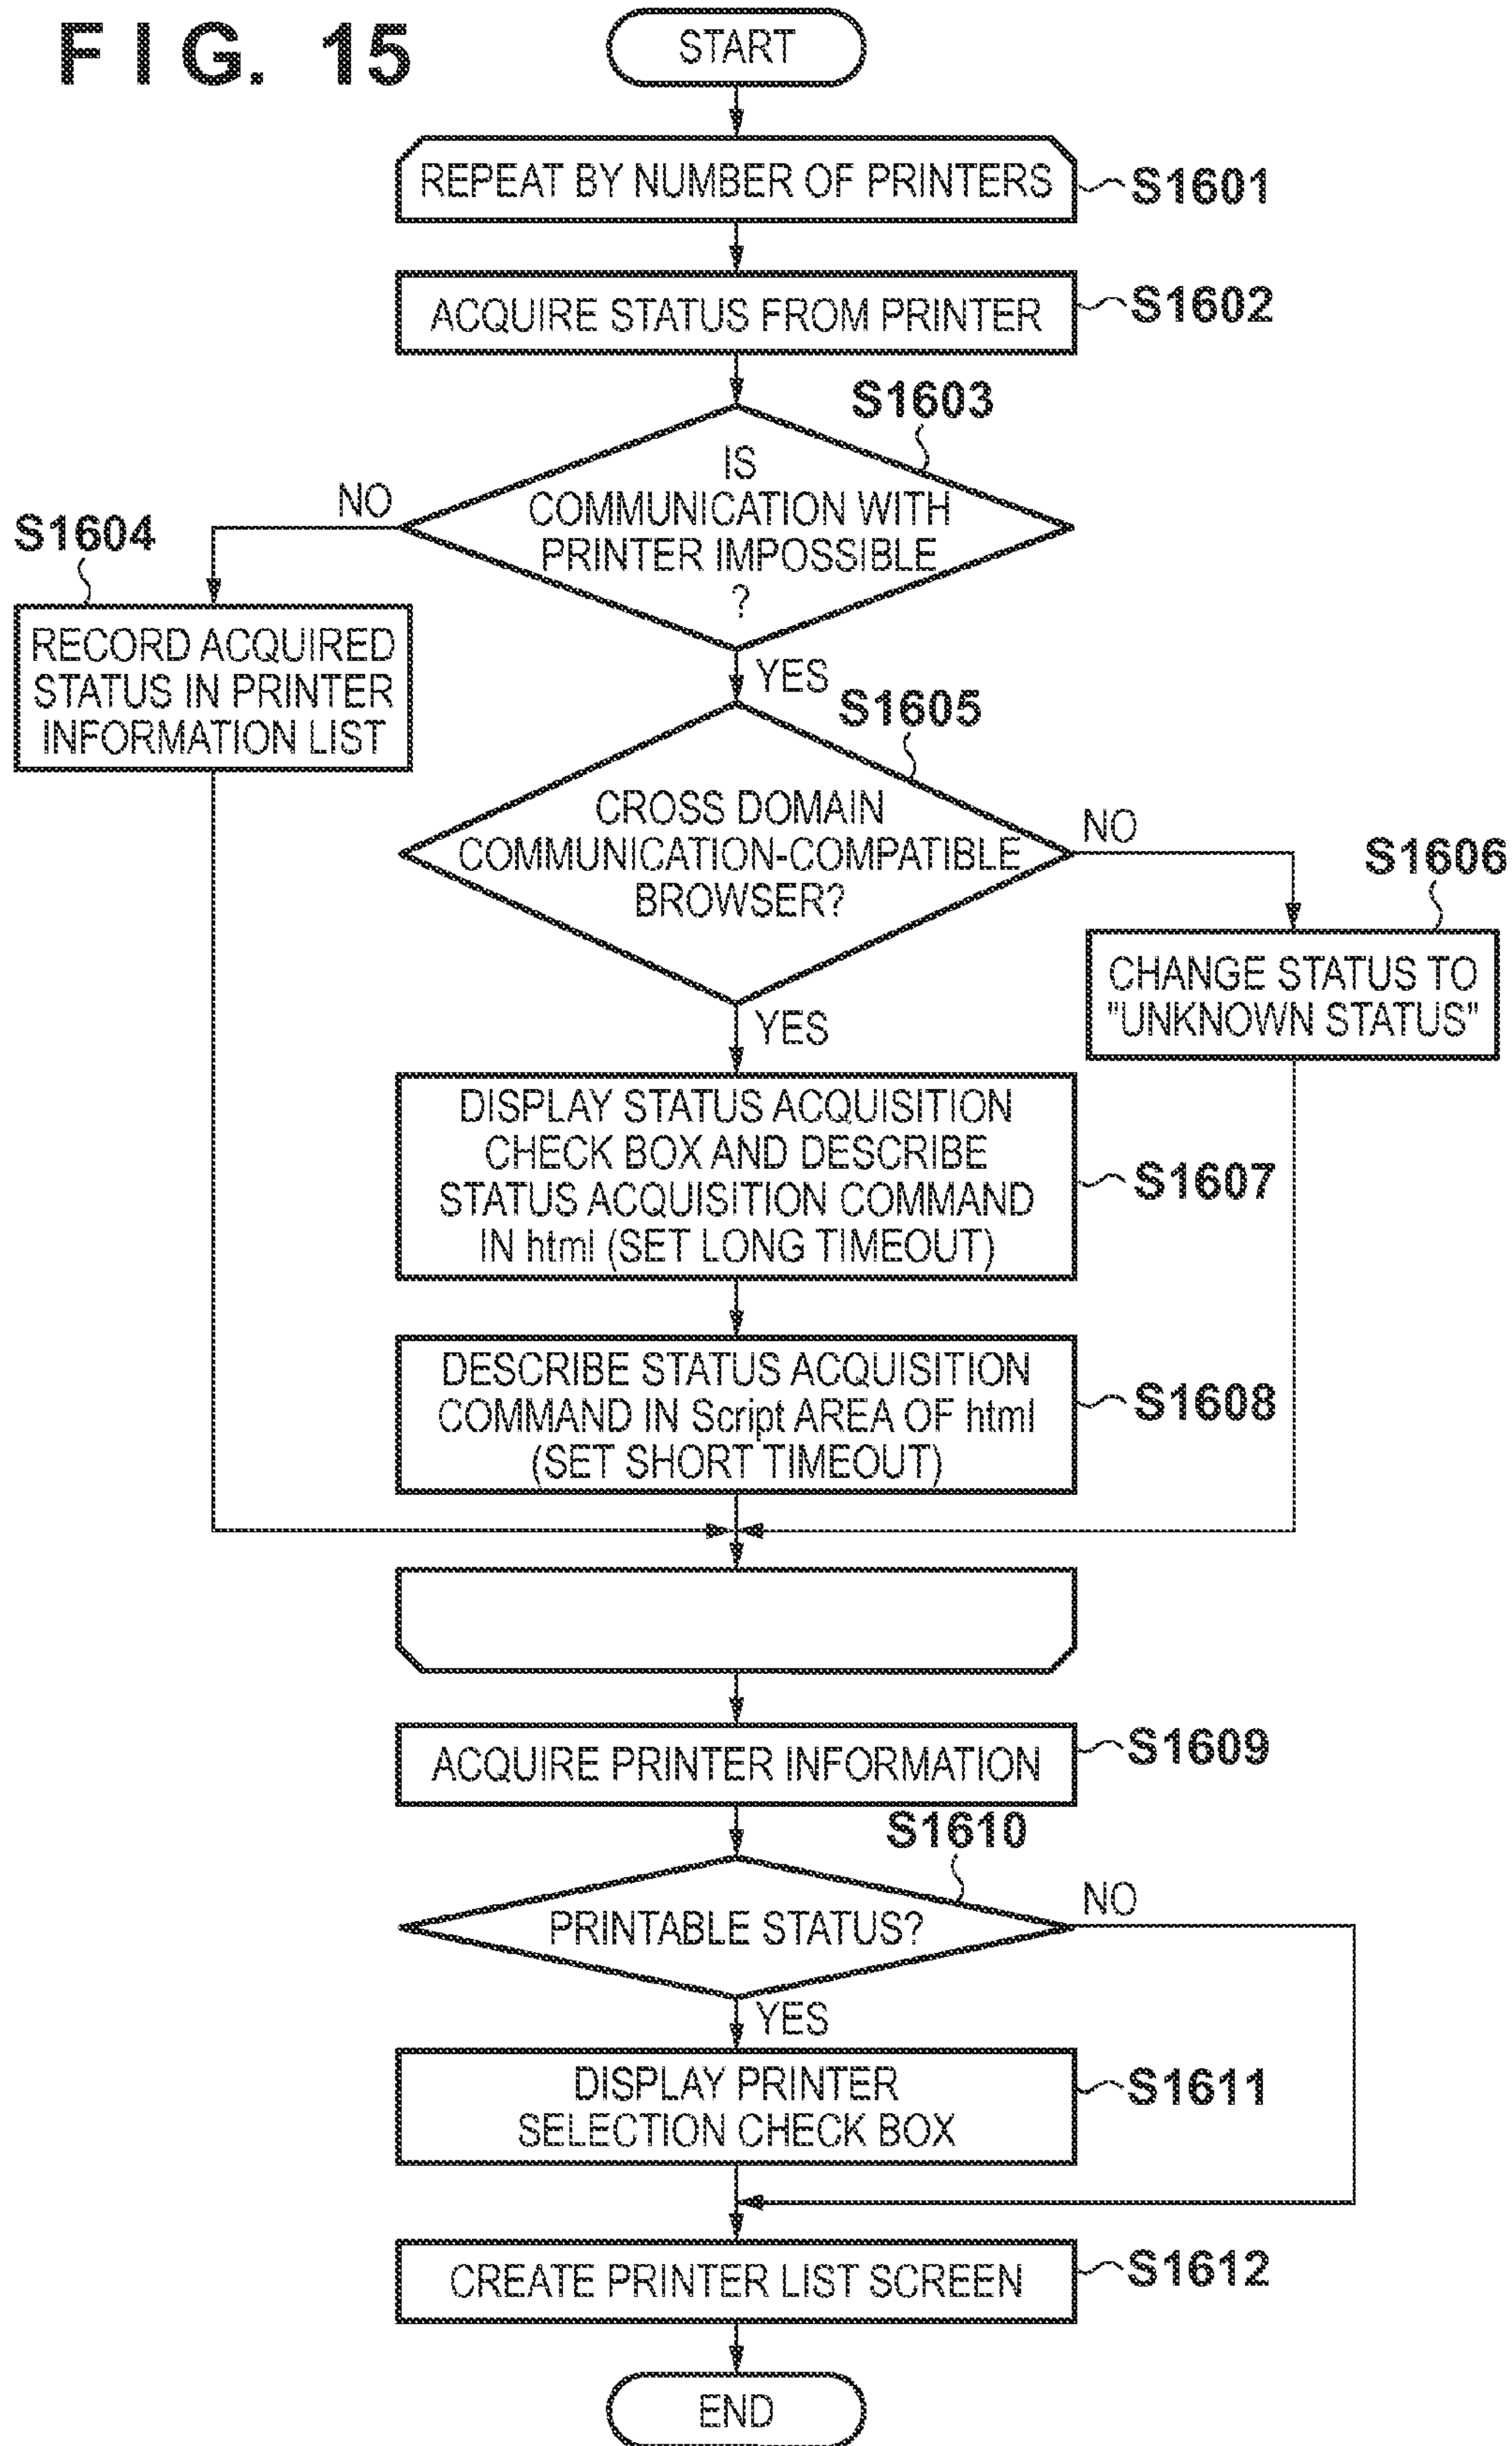 FIG. 15
START
REPEAT BY NUMBER OF PRINTERS
S1601
ACQUIRE STATUS FROM PRINTER
S1602
S1603
IS
COMMUNICATION WITH
PRINTER IMPOSSIBLE
?
NO
S1604
RECORD ACQUIRED
STATUS IN PRINTER
INFORMATION LIST
YES
S1605
CROSS DOMAIN
COMMUNICATION-COMPATIBLE
BROWSER?
NO
S1606
CHANGE STATUS TO
"UNKNOWN STATUS"
YES
DISPLAY STATUS ACQUISITION
CHECK BOX AND DESCRIBE
STATUS ACQUISITION COMMAND
IN html (SET LONG TIMEOUT)
S1607
DESCRIBE STATUS ACQUISITION
COMMAND IN Script AREA OF html
(SET SHORT TIMEOUT)
S1608
ACQUIRE PRINTER INFORMATION
S1609
S1610
PRINTABLE STATUS?
NO
YES
DISPLAY PRINTER
SELECTION CHECK BOX
S1611
CREATE PRINTER LIST SCREEN
S1612
END